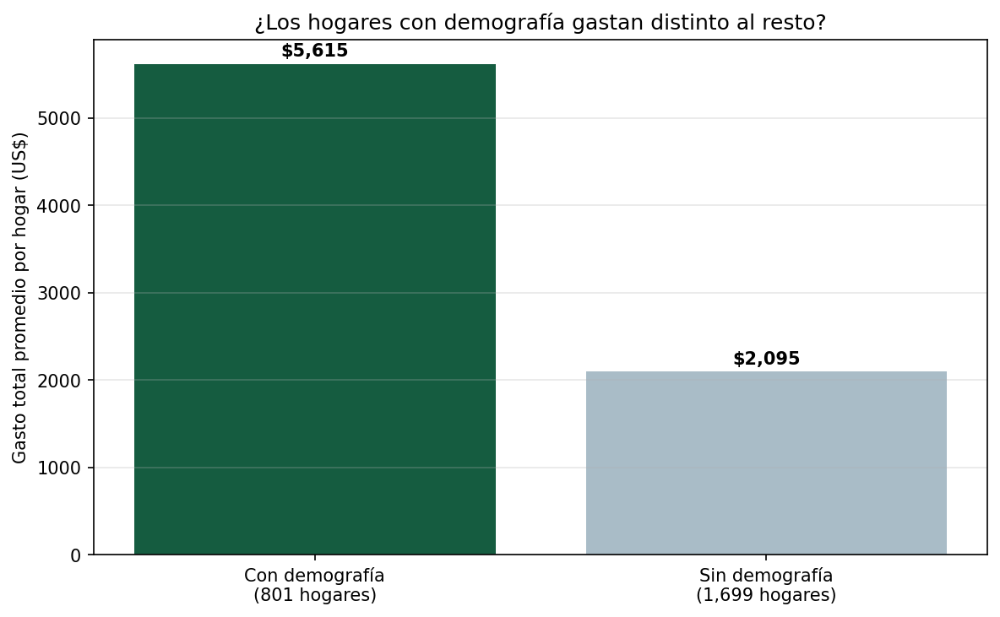 ¿Los hogares con demografía gastan distinto al resto?
Gasto total promedio por hogar (US$)
5000
4000
3000
2000
1000
0
$5,615
$2,095
Con demografía
(801 hogares)
Sin demografía
(1,699 hogares)